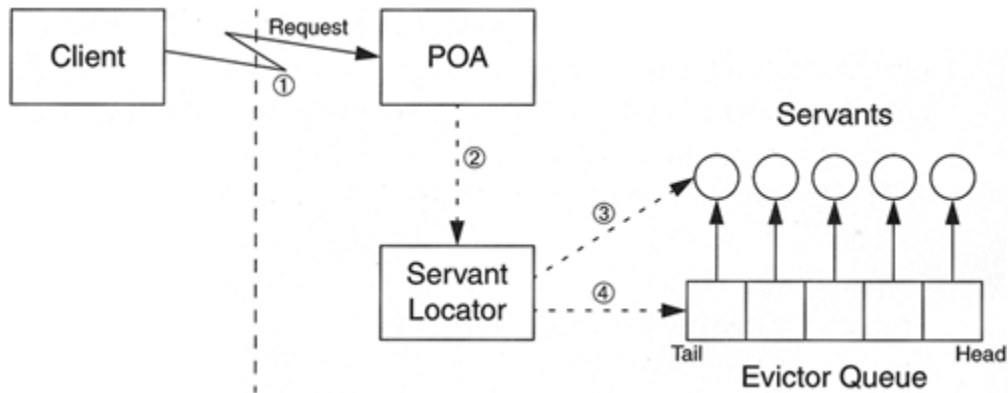 Client
Request
①
POA
②
Servants
③
Servant
Locator
④
Tail
Head
Evictor Queue